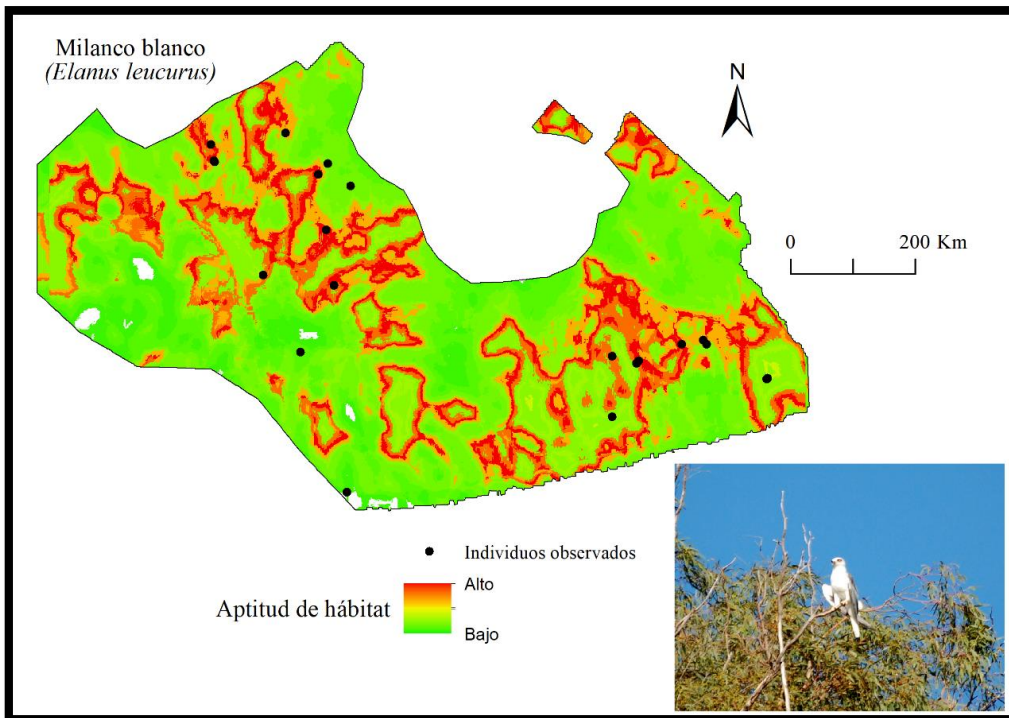 Milanco blanco
(Elanus leucurus)
N
0 200 Km
Individuos observados
Aptitud de hábitat
Alto
Bajo